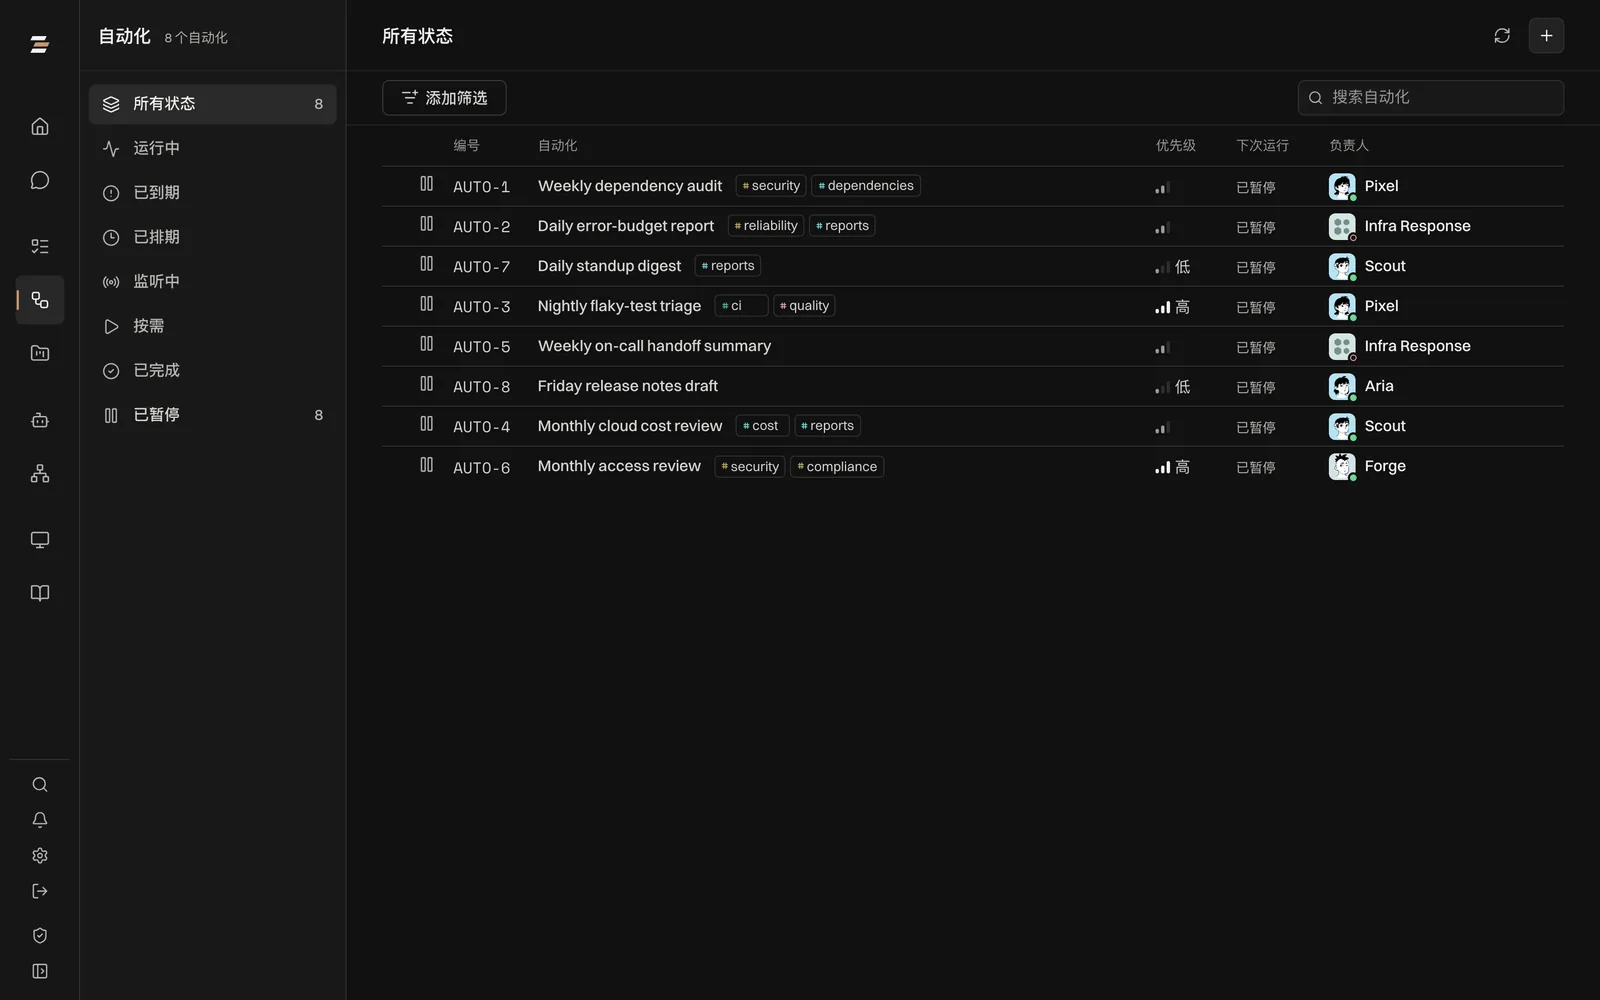 自动化 8 个自动化
所有状态 8
运行中
已到期
已排期
监听中
按需
已完成
已暂停 8
所有状态
添加筛选
搜索自动化
编号 自动化 优先级 下次运行 负责人
AUTO-1 Weekly dependency audit #security #dependencies 已暂停 Pixel
AUTO-2 Daily error-budget report #reliability #reports 已暂停 Infra Response
AUTO-7 Daily standup digest #reports 低 已暂停 Scout
AUTO-3 Nightly flaky-test triage #ci #quality 高 已暂停 Pixel
AUTO-5 Weekly on-call handoff summary 已暂停 Infra Response
AUTO-8 Friday release notes draft 低 已暂停 Aria
AUTO-4 Monthly cloud cost review #cost #reports 已暂停 Scout
AUTO-6 Monthly access review #security #compliance 高 已暂停 Forge